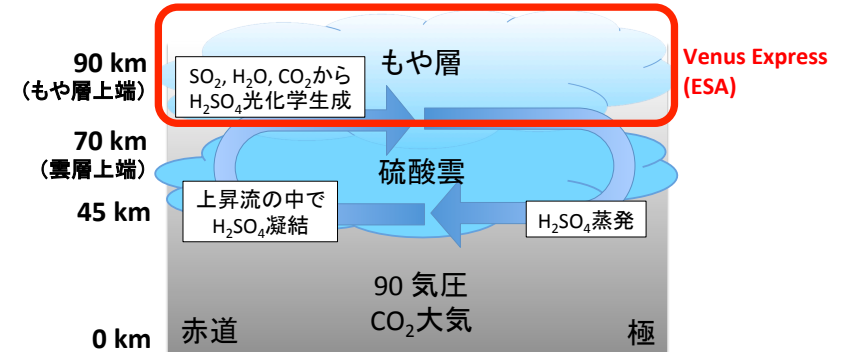 90 km
（もや層上端）
SO₂, H₂O, CO₂から
H₂SO₄光化学生成
もや層
Venus Express
(ESA)
70 km
（雲層上端）
硫酸雲
45 km
上昇流の中で
H₂SO₄凝結
H₂SO₄蒸発
90 気圧
CO₂大気
0 km
赤道
極